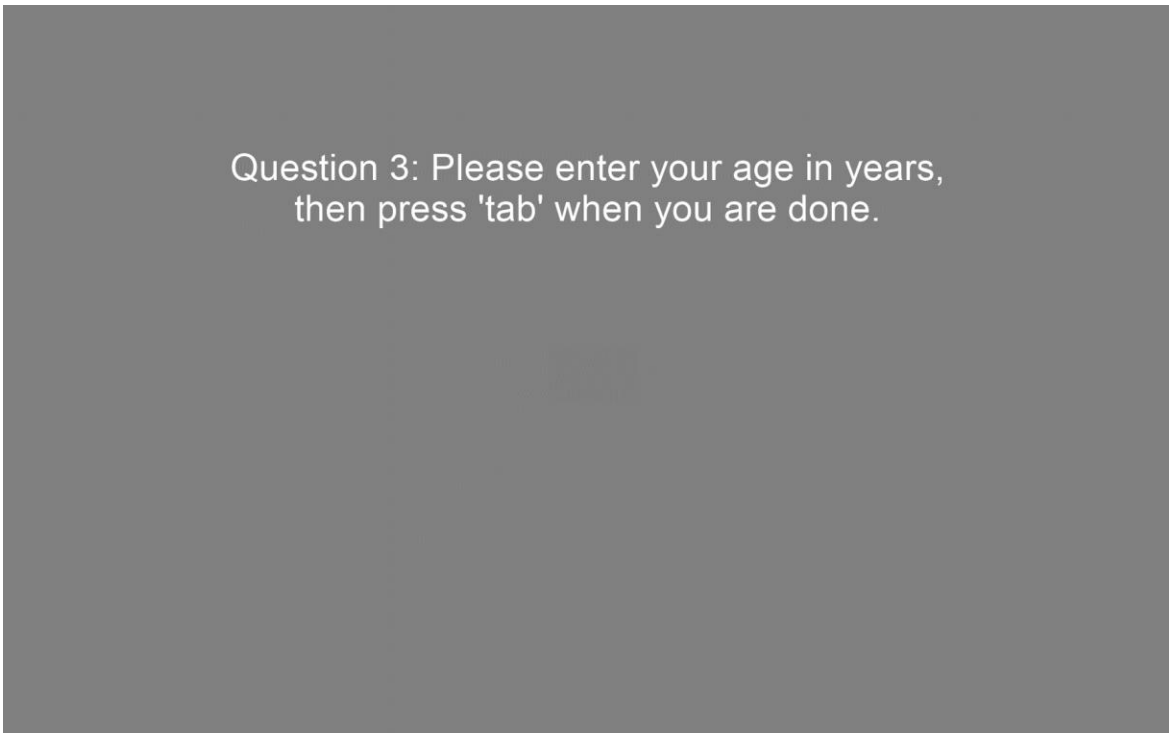 Question 3: Please enter your age in years,
then press 'tab' when you are done.